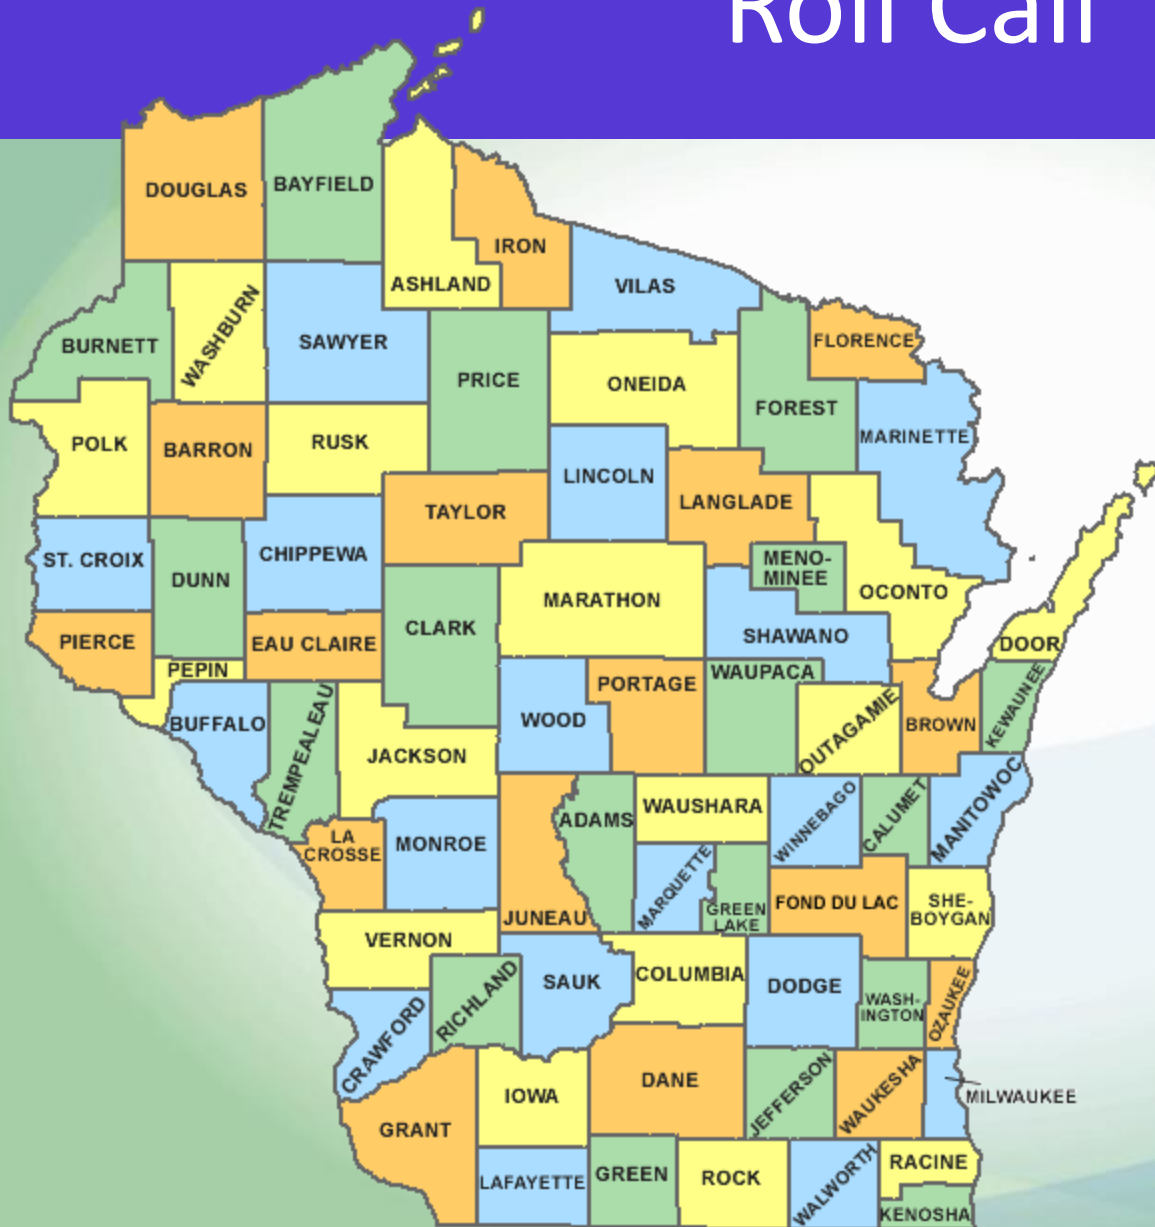 Roll Call
DOUGLAS
BAYFIELD
ASHLAND
IRON
VILAS
BURNETT
WASHBURN
SAWYER
PRICE
ONEIDA
FLORENCE
FOREST
MARINETTE
POLK
BARRON
RUSK
LINCOLN
LANGLADE
TAYLOR
ST. CROIX
DUNN
CHIPPEWA
MENO-
MINEE
OCONTO
MARATHON
CLARK
SHAWANO
PIERCE
EAU CLAIRE
DOOR
PEPIN
WAUPACA
PORTAGE
BUFFALO
TREMPEALEAU
JACKSON
WOOD
OUTAGAMIE
BROWN
KEWAUNEE
ADAMS
WAUSHARA
WINNEBAGO
CALUMET
MANITOWOC
LA
CROSSE
MONROE
JUNEAU
MARQUETTE
GREEN
LAKE
FOND DU LAC
SHE-
BOYGAN
VERNON
RICHLAND
SAUK
COLUMBIA
DODGE
WASH-
INGTON
OZAUKEE
CRAWFORD
IOWA
DANE
JEFFERSON
WAUKESHA
MILWAUKEE
GRANT
LAFAYETTE
GREEN
ROCK
WALWORTH
RACINE
KENOSHA